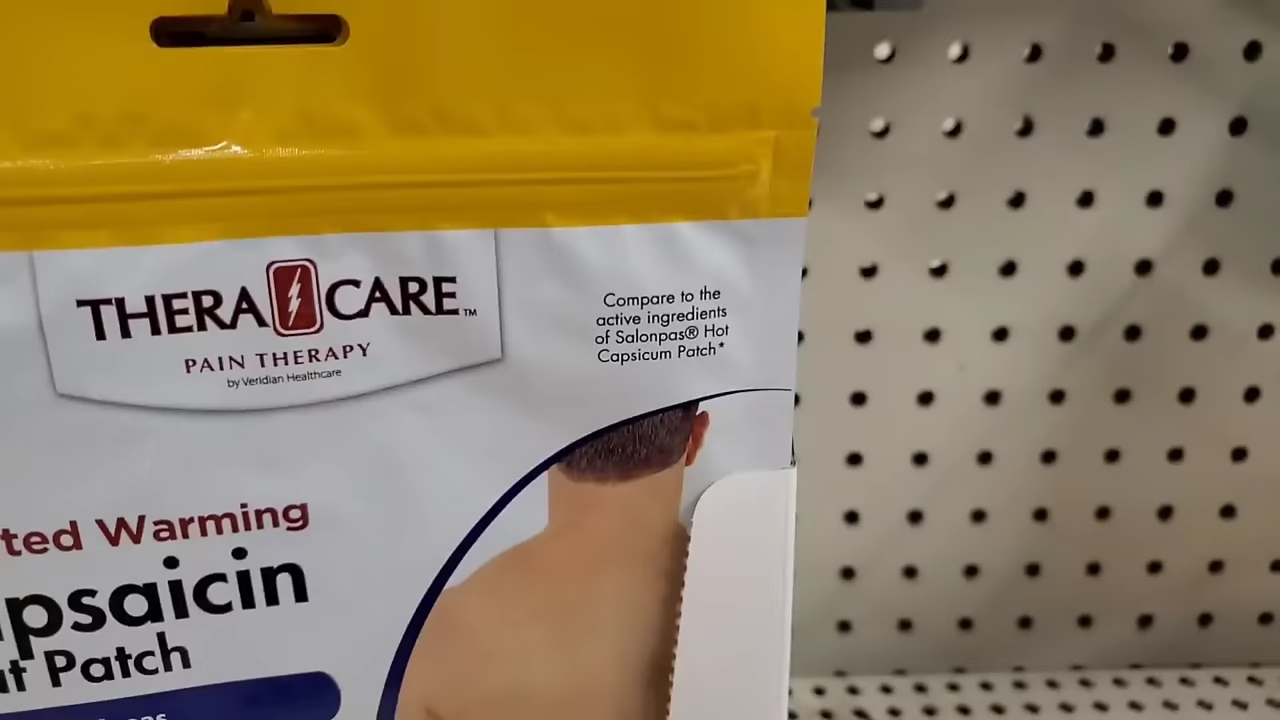 THERA CARE™
PAIN THERAPY
by Veridian Healthcare
Compare to the
active ingredients
of Salonpas® Hot
Capsicum Patch*
ted Warming
psaicin
t Patch